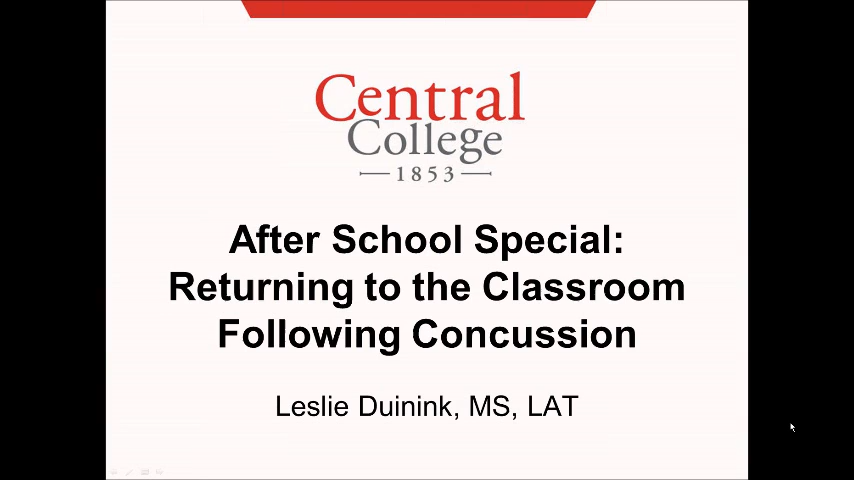 Central
College
1853
After School Special:
Returning to the Classroom
Following Concussion
Leslie Duinink, MS, LAT